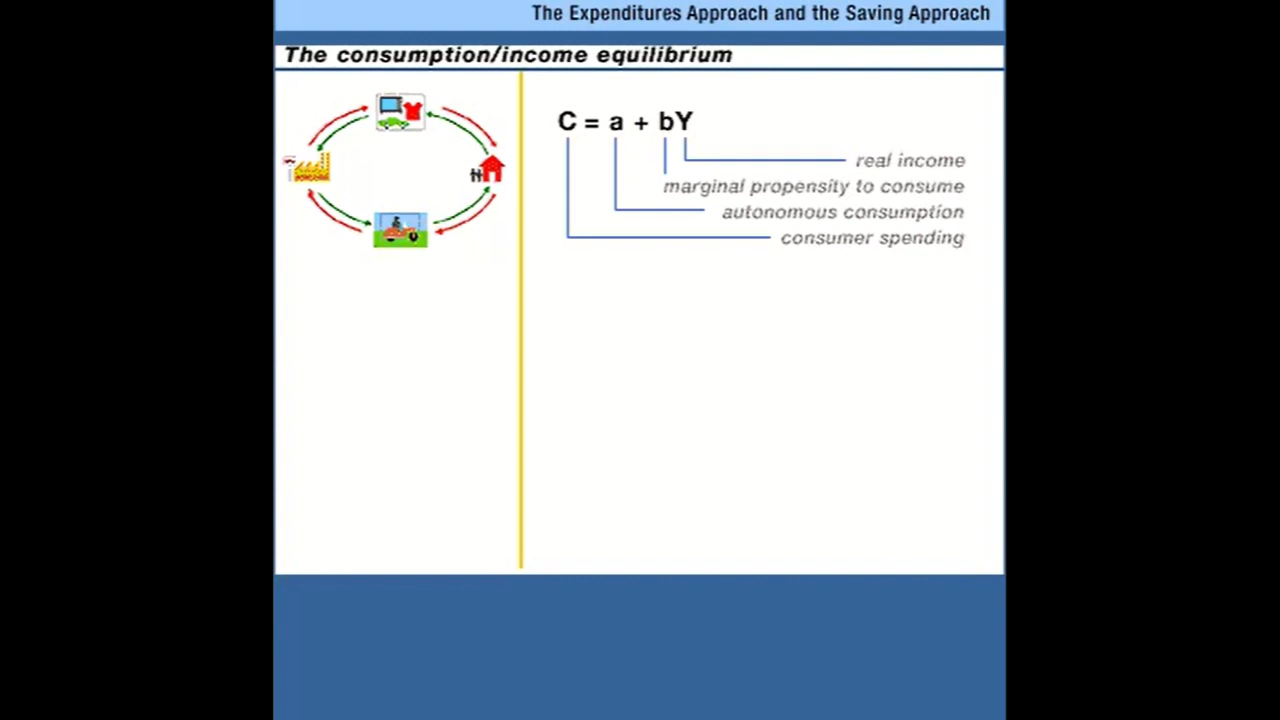 The Expenditures Approach and the Saving Approach
The consumption/income equilibrium
C = a + bY
real income
marginal propensity to consume
autonomous consumption
consumer spending